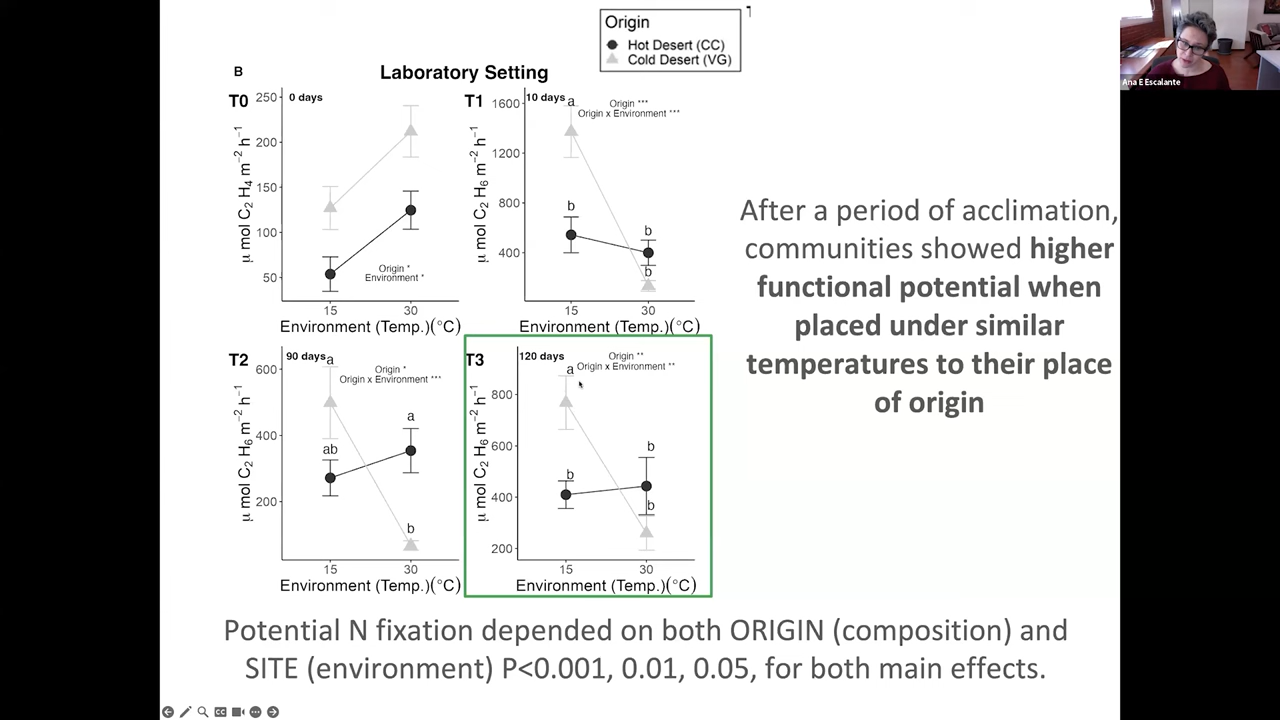 Origin
Hot Desert (CC)
Cold Desert (VG)
Ana E Escalante
B
Laboratory Setting
T0
0 days
250
200
150
100
50
μ mol C2 H4 m−2 h−1
Origin *
Environment *
15
30
Environment (Temp.)(°C)
T1
10 days
1600
1200
800
400
μ mol C2 H6 m−2 h−1
a
Origin ***
Origin x Environment ***
b
b
b
15
30
Environment (Temp.)(°C)
T2
90 days
600
400
200
μ mol C2 H6 m−2 h−1
a
Origin *
Origin x Environment ***
ab
a
b
15
30
Environment (Temp.)(°C)
T3
120 days
800
600
400
200
μ mol C2 H6 m−2 h−1
Origin **
Origin x Environment **
a
b
b
b
15
30
Environment (Temp.)(°C)
After a period of acclimation,
communities showed higher
functional potential when
placed under similar
temperatures to their place
of origin
Potential N fixation depended on both ORIGIN (composition) and
SITE (environment) P<0.001, 0.01, 0.05, for both main effects.